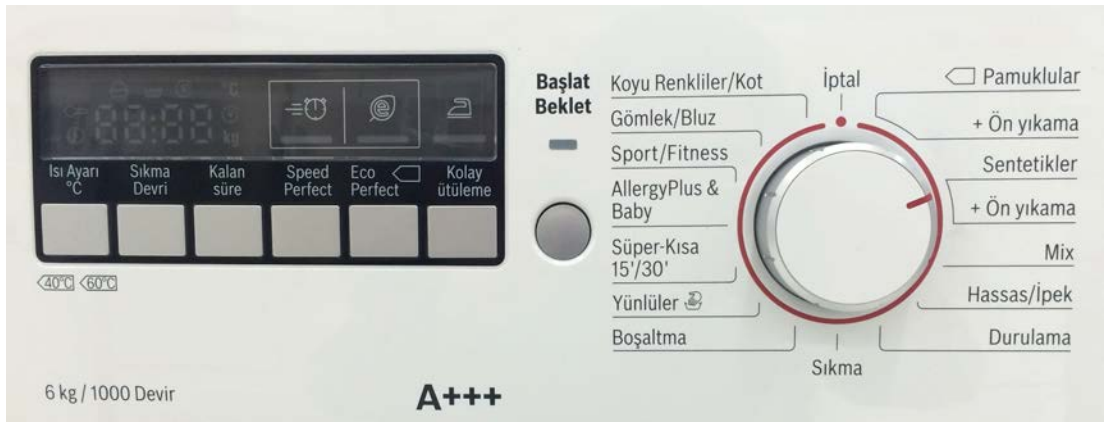 Isı Ayarı
°C
Sıkma
Devri
Kalan
süre
Speed
Perfect
Eco
Perfect
Kolay
ütüleme
40°C 60°C
6 kg / 1000 Devir
A+++
Başlat
Beklet
Koyu Renkliler/Kot
Gömlek/Bluz
Sport/Fitness
AllergyPlus &
Baby
Süper-Kısa
15'/30'
Yünlüler
Boşaltma
İptal
Sıkma
Pamuklular
+ Ön yıkama
Sentetikler
+ Ön yıkama
Mix
Hassas/İpek
Durulama